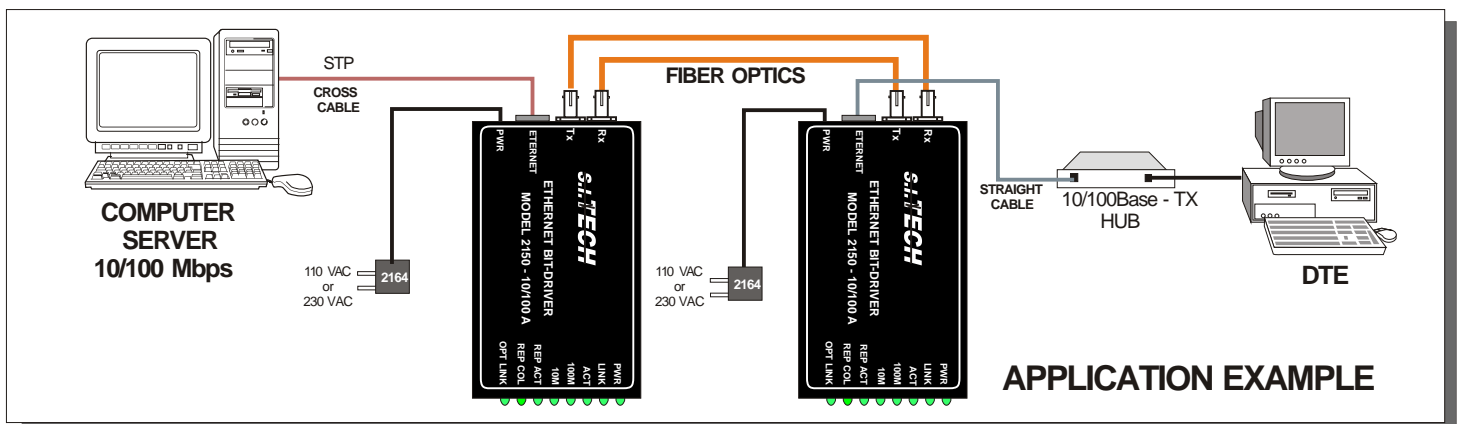 STP
CROSS
CABLE
COMPUTER
SERVER
10/100 Mbps
110 VAC
or
230 VAC
2164
PWR
ETERNET
Tx
Rx
S.I.TECH
ETHERNET BIT-DRIVER
MODEL 2150 - 10/100 A
OPT LINK
REP COL
REP ACT
10M
100M
ACT
LINK
PWR
FIBER OPTICS
110 VAC
or
230 VAC
2164
PWR
ETERNET
Tx
Rx
S.I.TECH
ETHERNET BIT-DRIVER
MODEL 2150 - 10/100 A
OPT LINK
REP COL
REP ACT
10M
100M
ACT
LINK
PWR
STRAIGHT
CABLE
10/100Base - TX
HUB
DTE
APPLICATION EXAMPLE